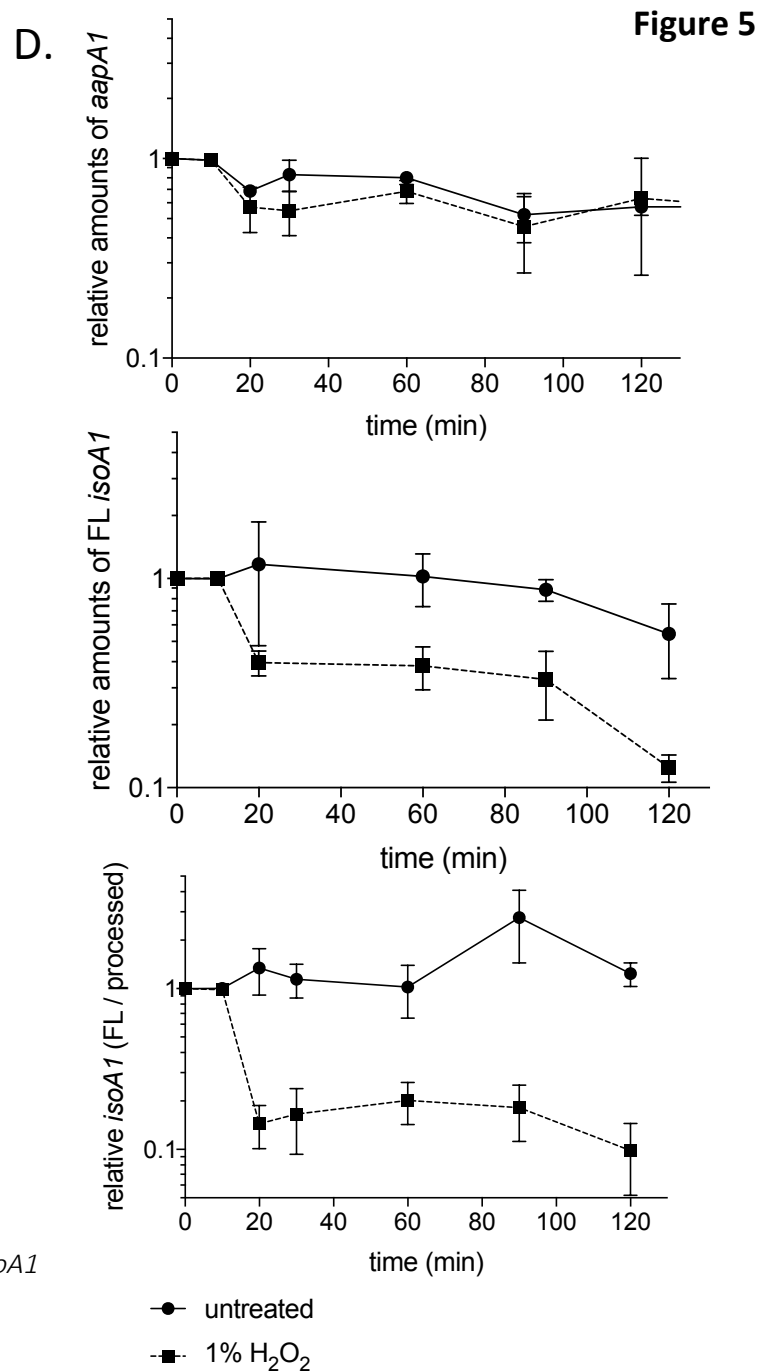 Figure 5
D.
relative amounts of aapA1
1
0.1
0 20 40 60 80 100 120
time (min)
relative amounts of FL isoA1
1
0.1
0 20 40 60 80 100 120
time (min)
relative isoA1 (FL / processed)
1
0.1
0 20 40 60 80 100 120
time (min)
oA1
untreated
1% H₂O₂